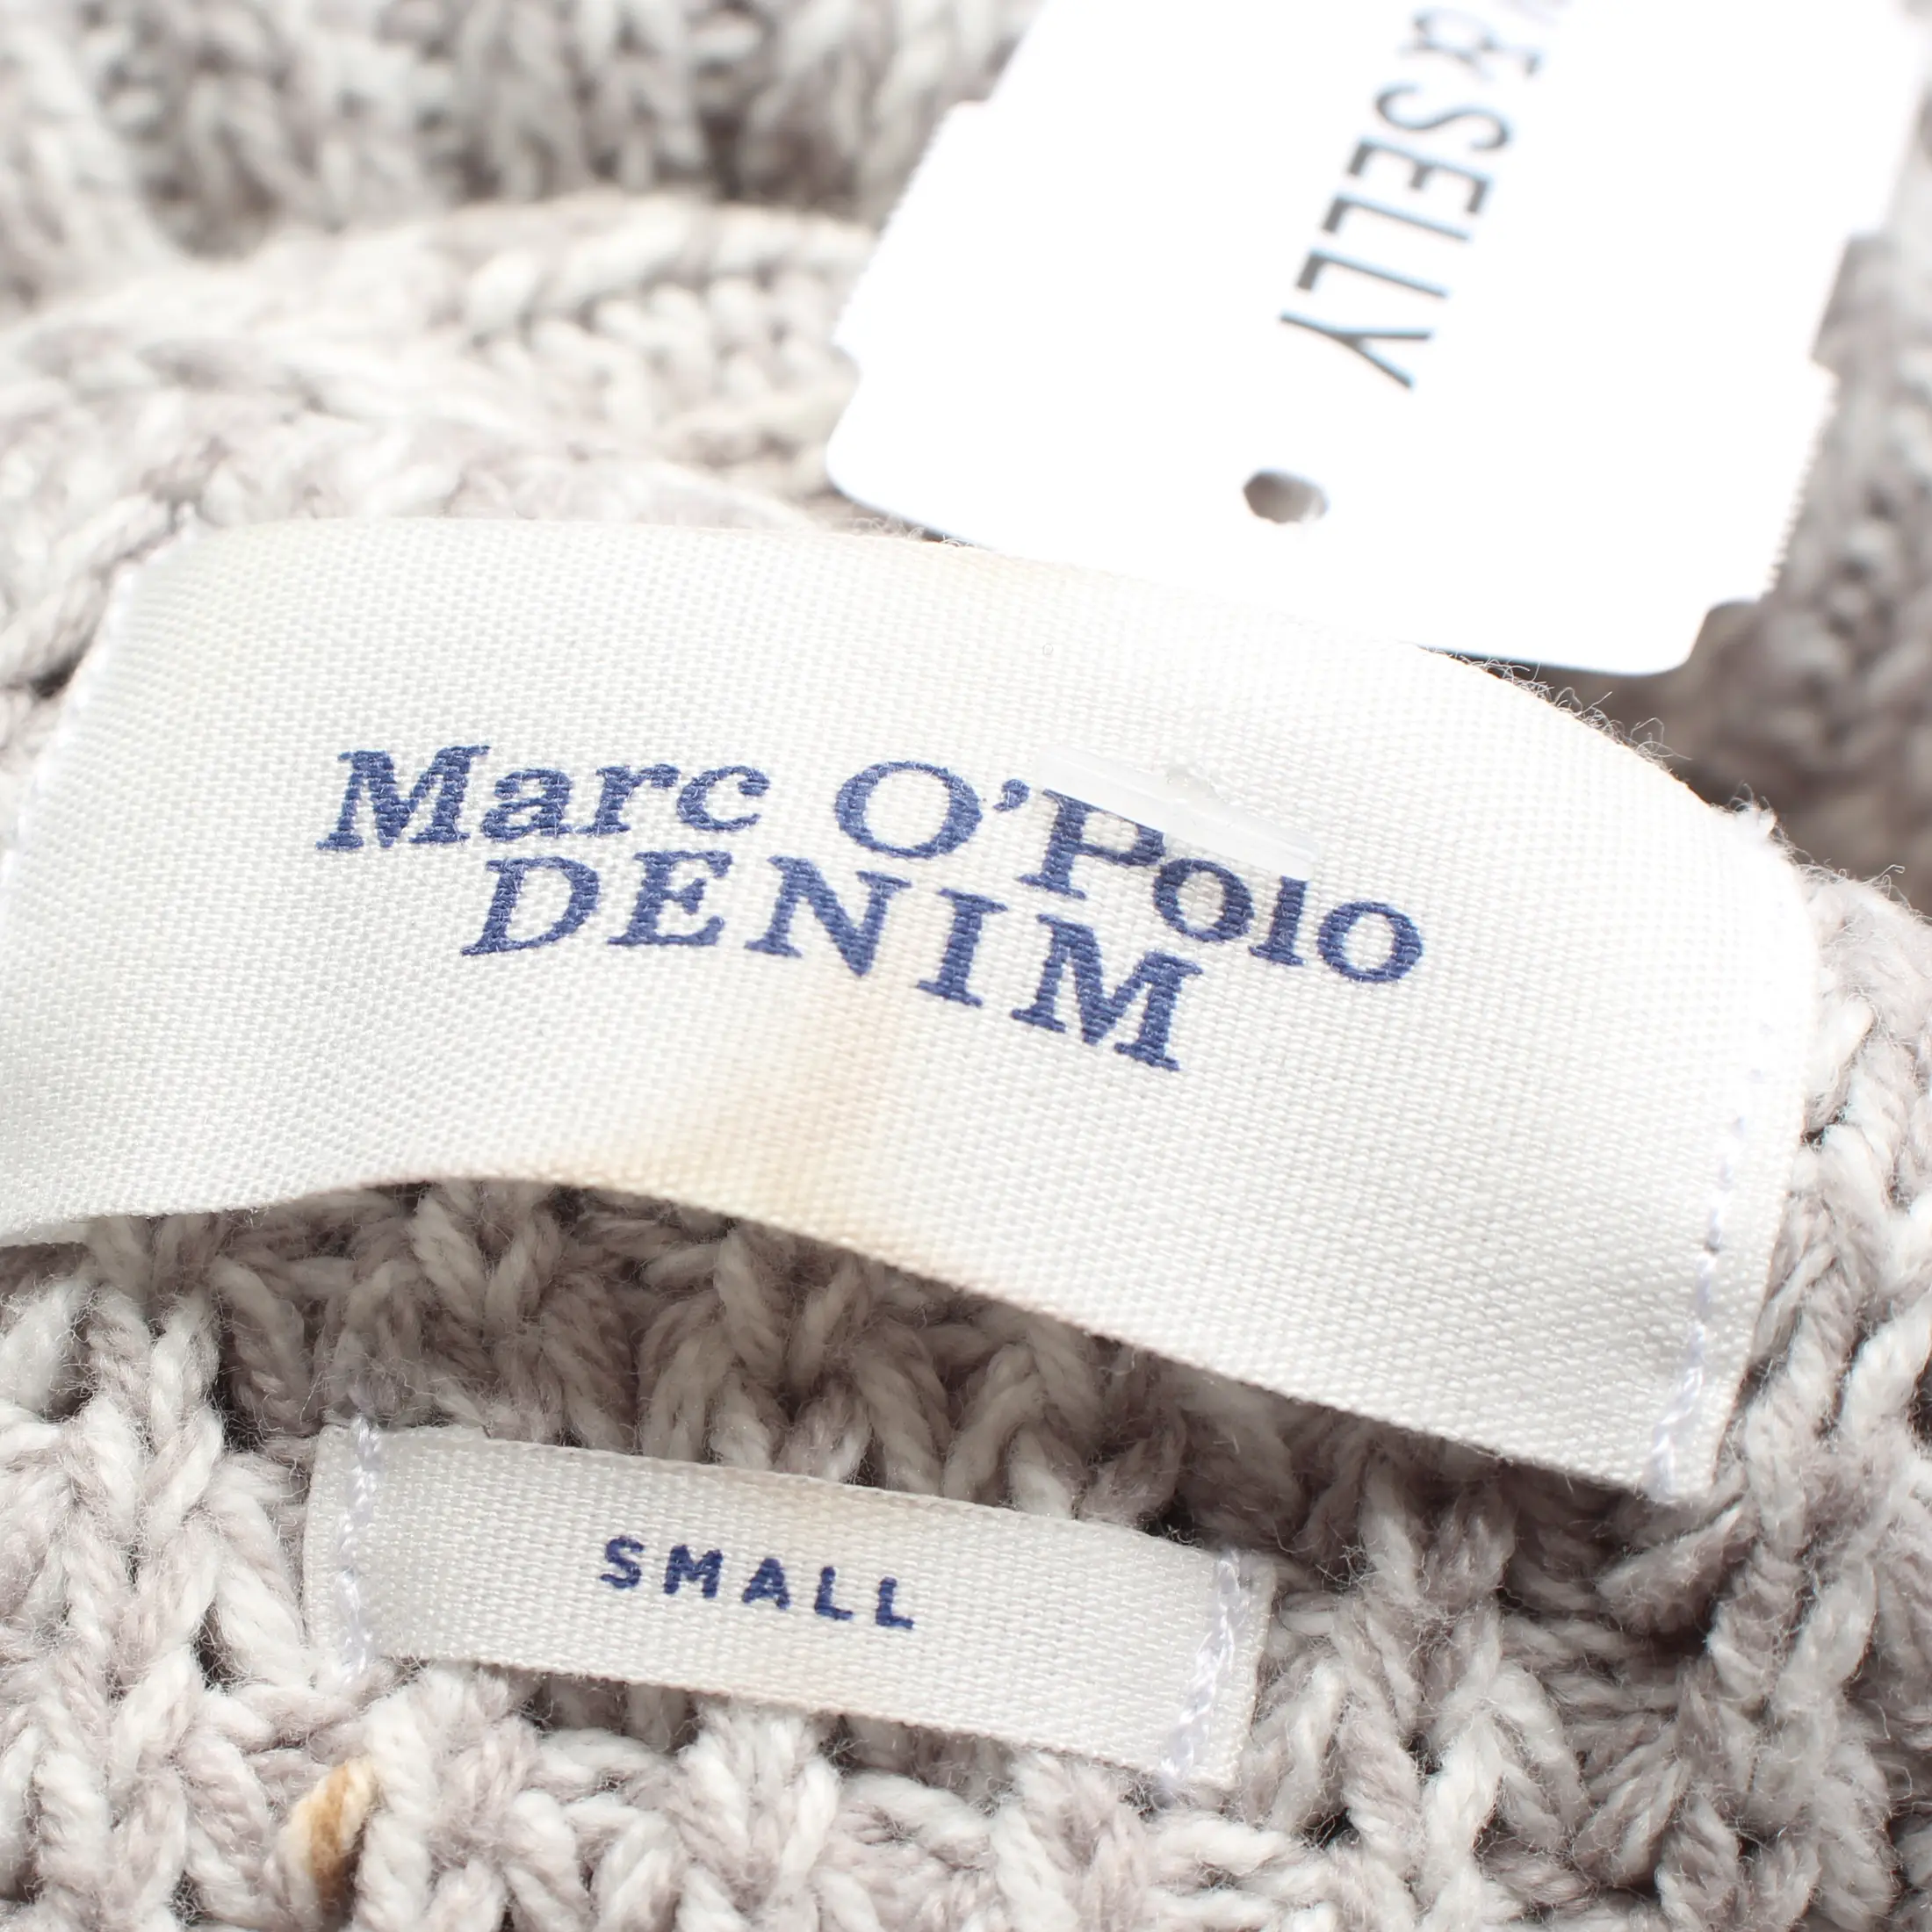 & SELLY
Marc O'Polo
DENIM
SMALL